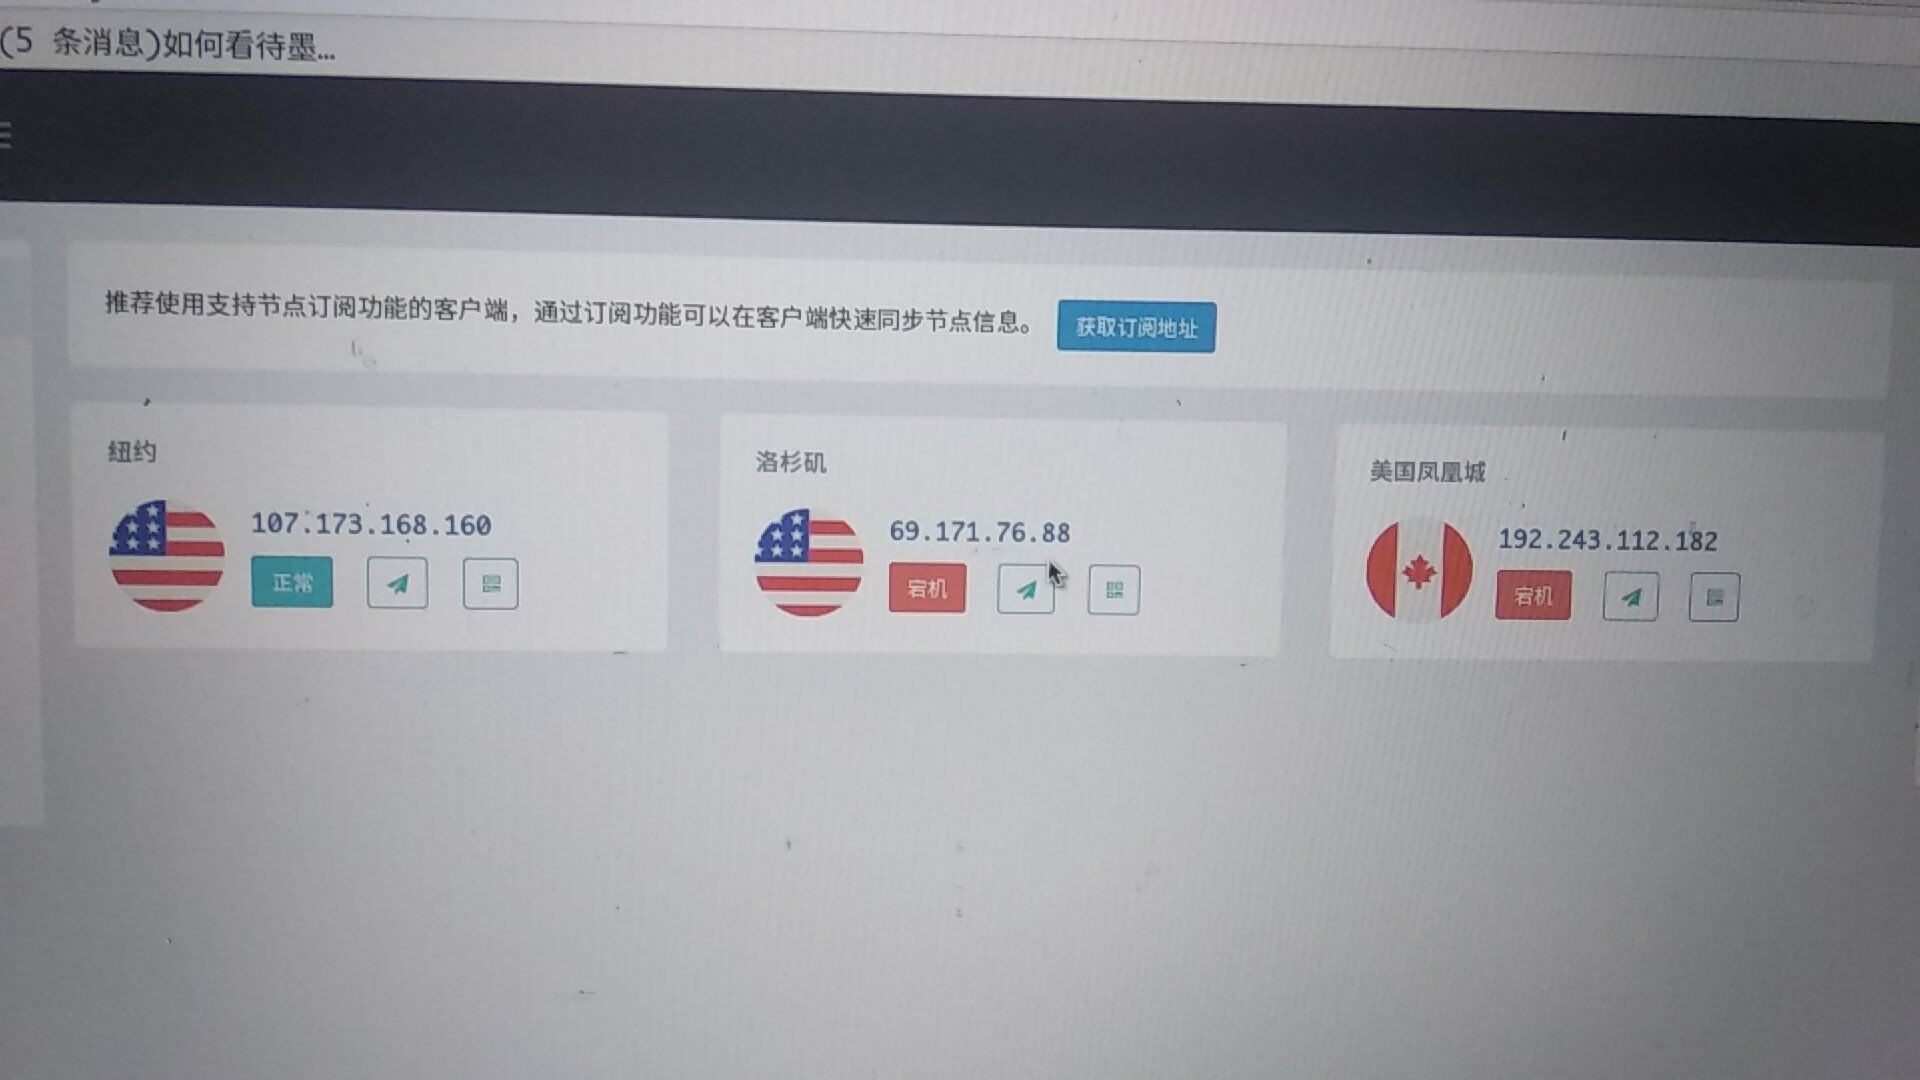 (5 条消息)如何看待墨...
推荐使用支持节点订阅功能的客户端，通过订阅功能可以在客户端快速同步节点信息。 获取订阅地址
纽约
107.173.168.160
正常
洛杉矶
69.171.76.88
宕机
美国凤凰城
192.243.112.182
宕机